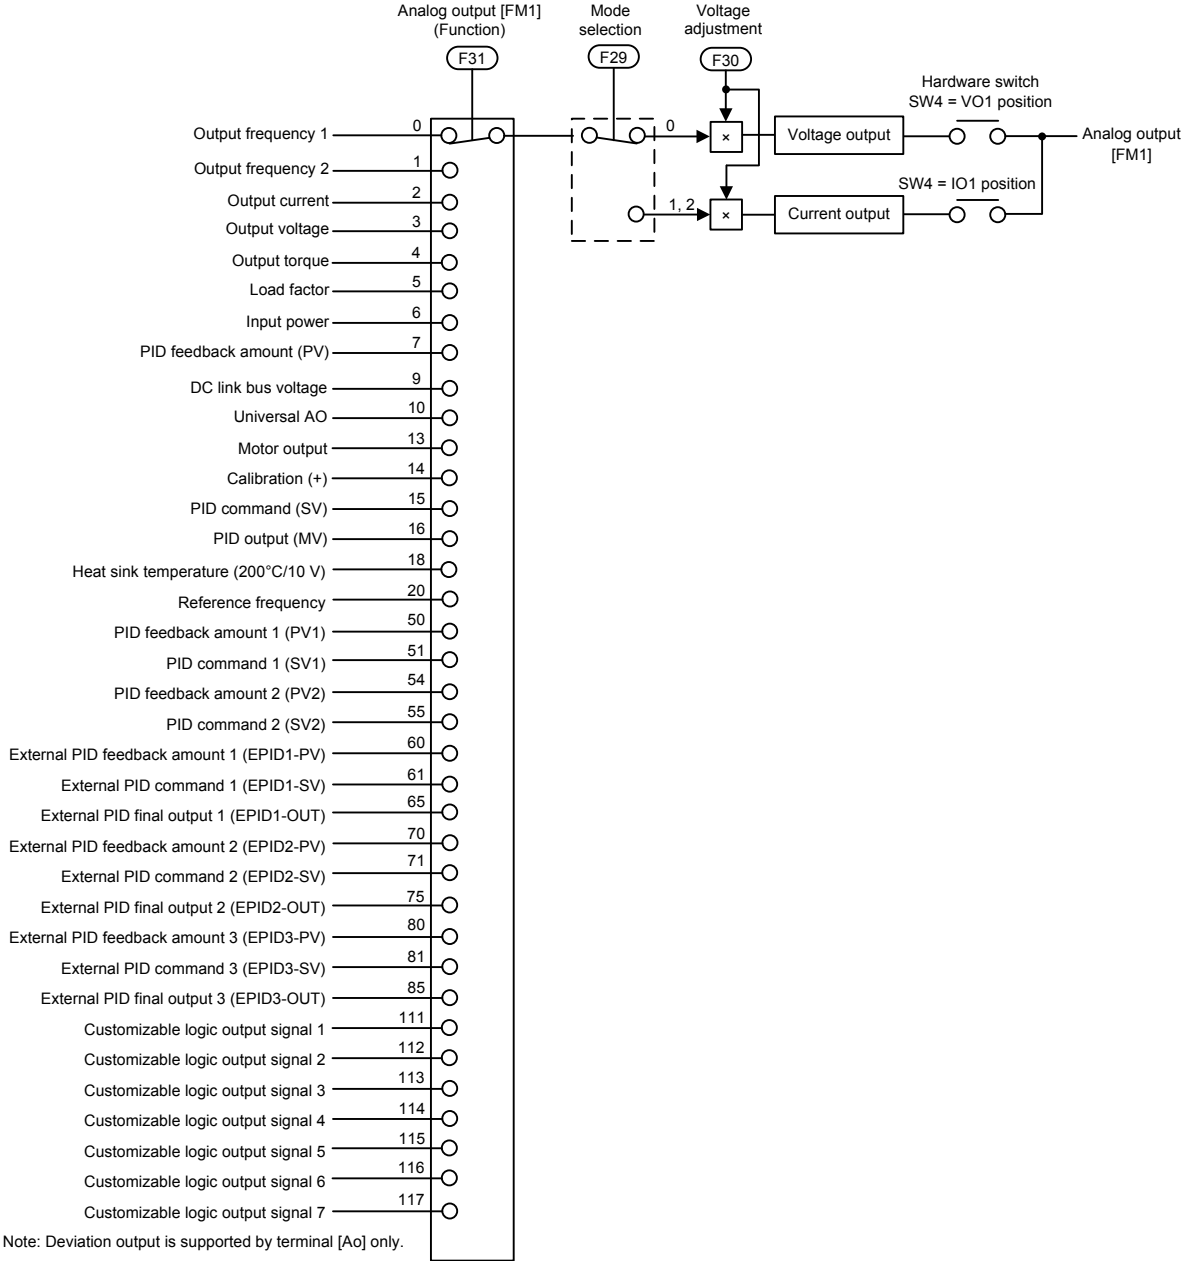 Analog output [FM1]
(Function)
Mode
selection
Voltage
adjustment
F31
F29
F30
Hardware switch
SW4 = VO1 position
Output frequency 1
0
0
×
Voltage output
Analog output
[FM1]
Output frequency 2
1
SW4 = IO1 position
Output current
2
1, 2
×
Current output
Output voltage
3
Output torque
4
Load factor
5
Input power
6
PID feedback amount (PV)
7
DC link bus voltage
9
Universal AO
10
Motor output
13
Calibration (+)
14
PID command (SV)
15
PID output (MV)
16
Heat sink temperature (200°C/10 V)
18
Reference frequency
20
PID feedback amount 1 (PV1)
50
PID command 1 (SV1)
51
PID feedback amount 2 (PV2)
54
PID command 2 (SV2)
55
External PID feedback amount 1 (EPID1-PV)
60
External PID command 1 (EPID1-SV)
61
External PID final output 1 (EPID1-OUT)
65
External PID feedback amount 2 (EPID2-PV)
70
External PID command 2 (EPID2-SV)
71
External PID final output 2 (EPID2-OUT)
75
External PID feedback amount 3 (EPID3-PV)
80
External PID command 3 (EPID3-SV)
81
External PID final output 3 (EPID3-OUT)
85
Customizable logic output signal 1
111
Customizable logic output signal 2
112
Customizable logic output signal 3
113
Customizable logic output signal 4
114
Customizable logic output signal 5
115
Customizable logic output signal 6
116
Customizable logic output signal 7
117
Note: Deviation output is supported by terminal [Ao] only.